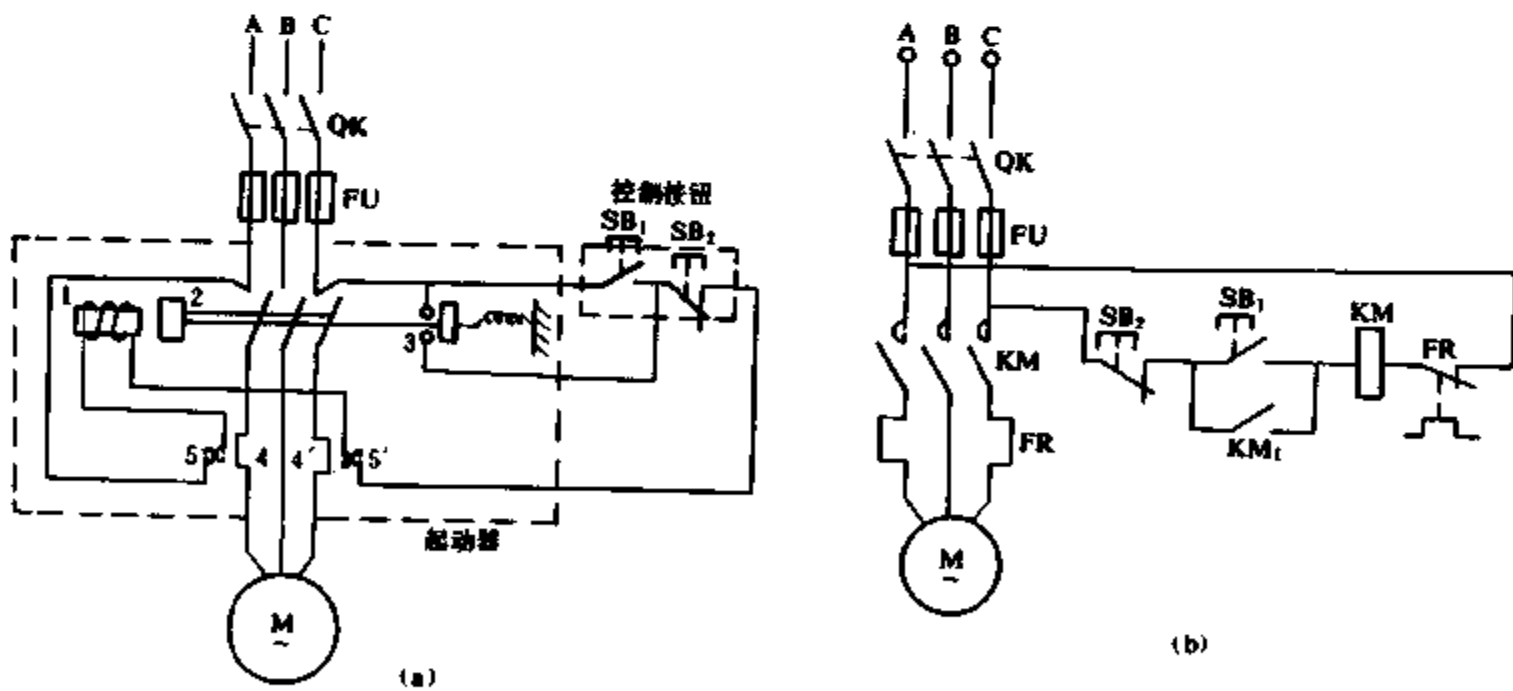 A B C
QK
FU
控制按钮
SB₁ SB₂
1
2
3
5 4 4′ 5′
起动器
M
~
(a)
A B C
QK
FU
SB₂ SB₁ KM FR
KM
KM₁
FR
M
~
(b)